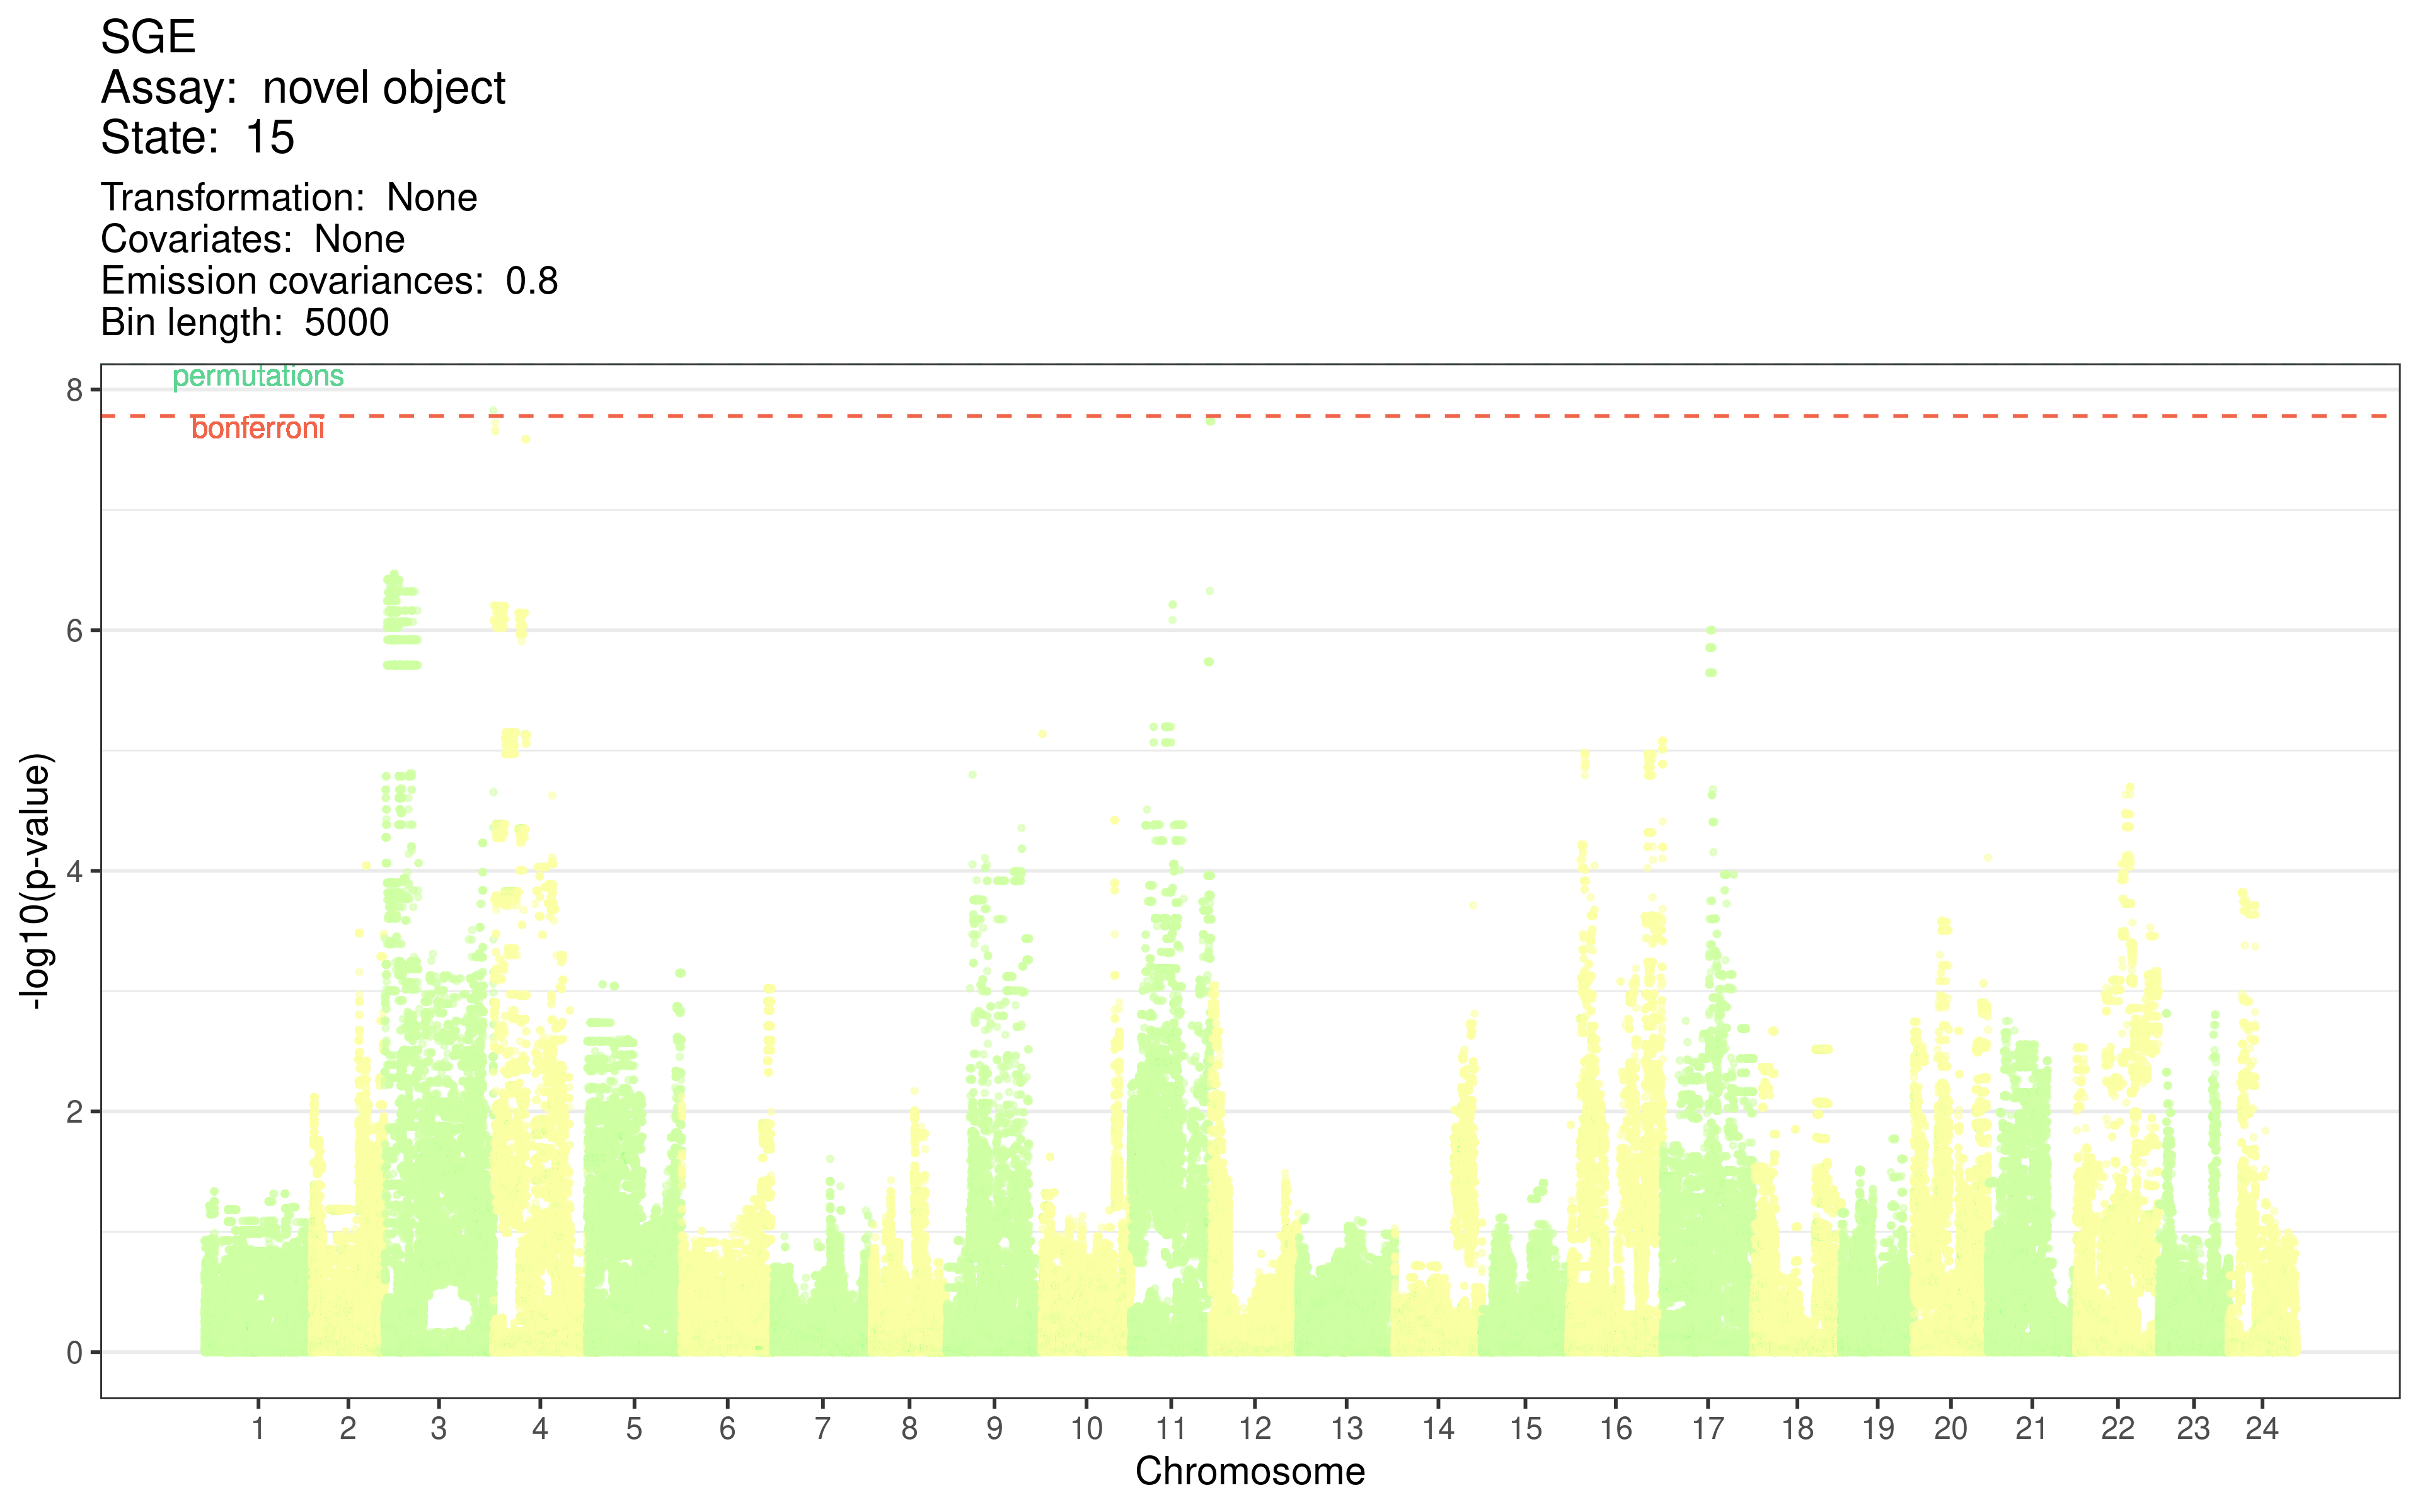 SGE
Assay: novel object
State: 15
Transformation: None
Covariates: None
Emission covariances: 0.8
Bin length: 5000
permutations
8
bonferroni
6
4
2
0
-log10(p-value)
1 2 3 4 5 6 7 8 9 10 11 12 13 14 15 16 17 18 19 20 21 22 23 24
Chromosome